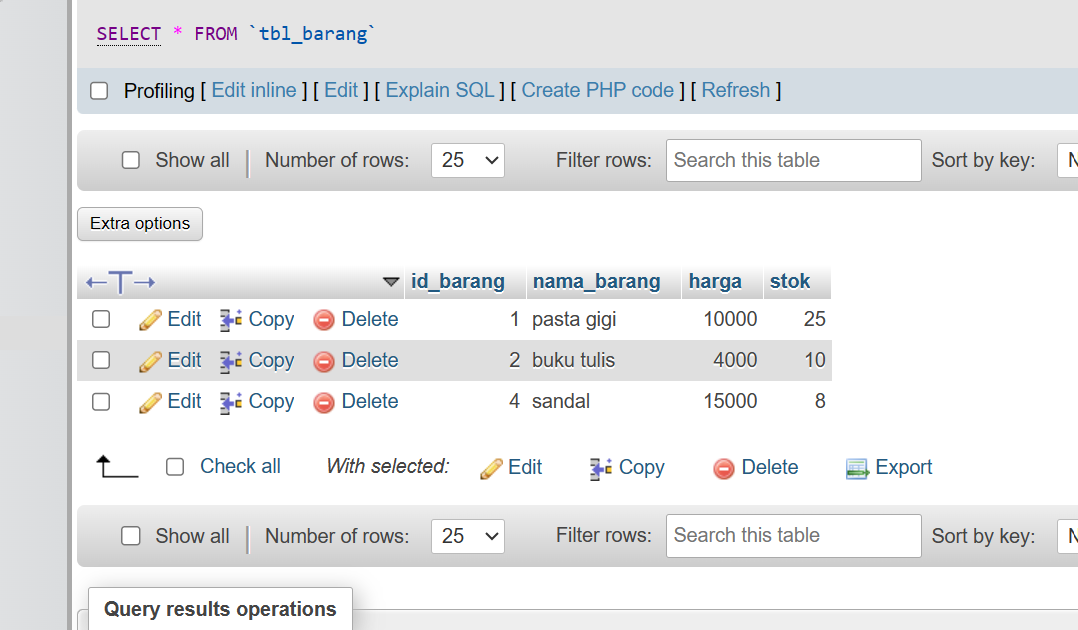 SELECT * FROM `tbl_barang`
Profiling [ Edit inline ] [ Edit ] [ Explain SQL ] [ Create PHP code ] [ Refresh ]
Show all | Number of rows: 25 Filter rows: Search this table Sort by key: N
Extra options
←T→ id_barang nama_barang harga stok
Edit Copy Delete 1 pasta gigi 10000 25
Edit Copy Delete 2 buku tulis 4000 10
Edit Copy Delete 4 sandal 15000 8
Check all With selected: Edit Copy Delete Export
Show all | Number of rows: 25 Filter rows: Search this table Sort by key: N
Query results operations